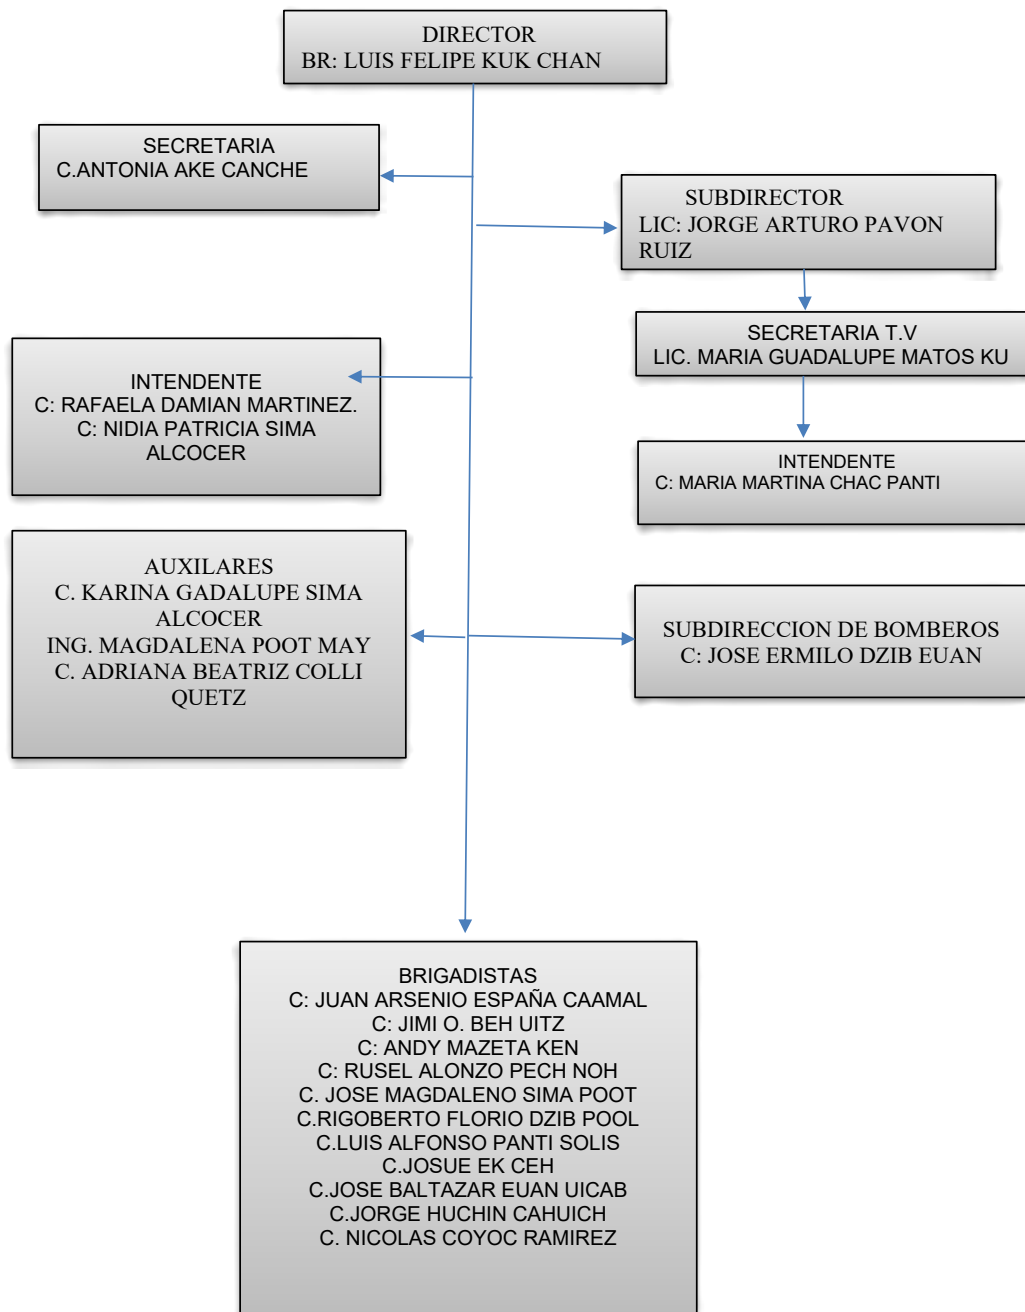 DIRECTOR
BR: LUIS FELIPE KUK CHAN
SECRETARIA
C.ANTONIA AKE CANCHE
SUBDIRECTOR
LIC: JORGE ARTURO PAVON
RUIZ
SECRETARIA T.V
LIC. MARIA GUADALUPE MATOS KU
INTENDENTE
C: RAFAELA DAMIAN MARTINEZ.
C: NIDIA PATRICIA SIMA
ALCOCER
INTENDENTE
C: MARIA MARTINA CHAC PANTI
AUXILARES
C. KARINA GADALUPE SIMA
ALCOCER
ING. MAGDALENA POOT MAY
C. ADRIANA BEATRIZ COLLI
QUETZ
SUBDIRECCION DE BOMBEROS
C: JOSE ERMILO DZIB EUAN
BRIGADISTAS
C: JUAN ARSENIO ESPAÑA CAAMAL
C: JIMI O. BEH UITZ
C: ANDY MAZETA KEN
C: RUSEL ALONZO PECH NOH
C. JOSE MAGDALENO SIMA POOT
C.RIGOBERTO FLORIO DZIB POOL
C.LUIS ALFONSO PANTI SOLIS
C.JOSUE EK CEH
C.JOSE BALTAZAR EUAN UICAB
C.JORGE HUCHIN CAHUICH
C. NICOLAS COYOC RAMIREZ